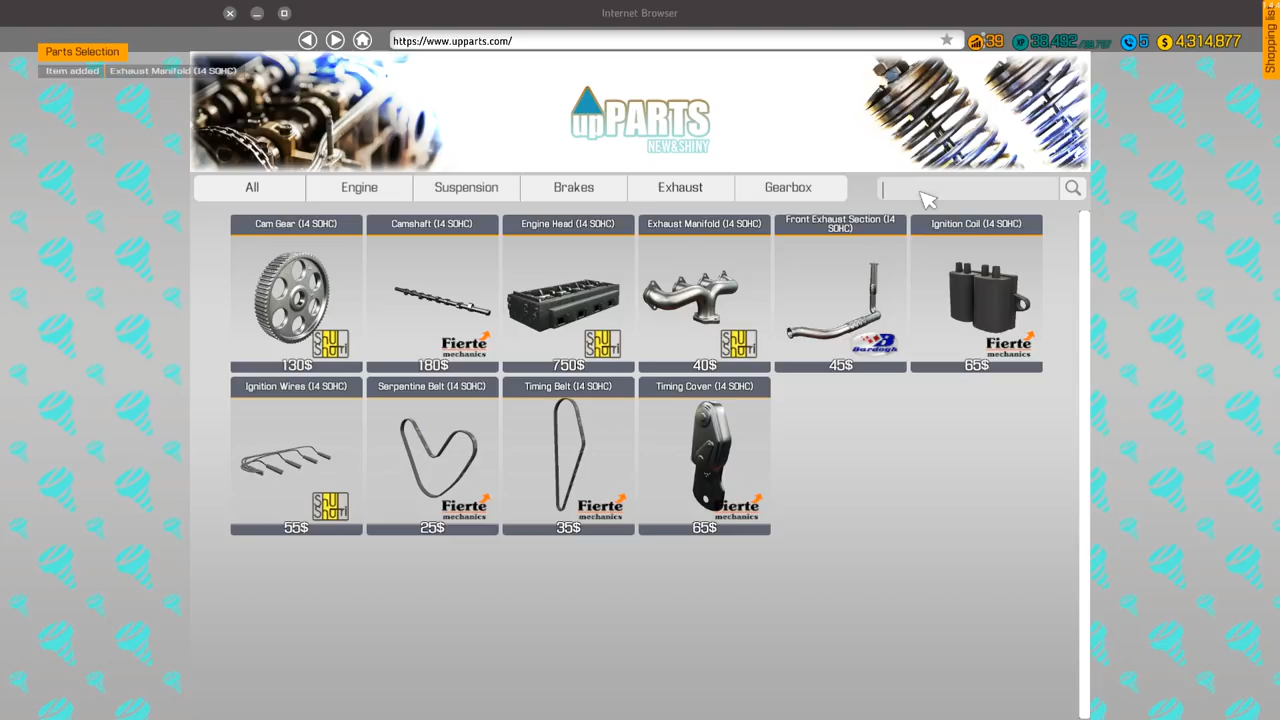 Internet Browser
https://www.upparts.com/
39
5
4,314,877
Shopping list
Parts Selection
Item added
Exhaust Manifold (I4 SOHC)
upPARTS
NEW&SHINY
All
Engine
Suspension
Brakes
Exhaust
Gearbox
Cam Gear (I4 SOHC)
Camshaft (I4 SOHC)
Engine Head (I4 SOHC)
Exhaust Manifold (I4 SOHC)
Front Exhaust Section (I4
SOHC)
Ignition Coil (I4 SOHC)
Fierte
mechanics
Bardegh
Fierte
mechanics
130$
180$
750$
40$
45$
65$
Ignition Wires (I4 SOHC)
Serpentine Belt (I4 SOHC)
Timing Belt (I4 SOHC)
Timing Cover (I4 SOHC)
Fierte
mechanics
Fierte
mechanics
Fierte
mechanics
55$
25$
35$
65$